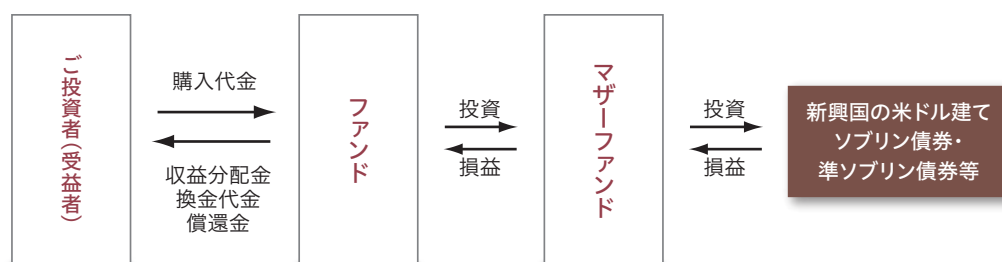 ご投資者(受益者)
購入代金
収益分配金
換金代金
償還金
ファンド
投資
損益
マザーファンド
投資
損益
新興国の米ドル建て
ソブリン債券・
準ソブリン債券等